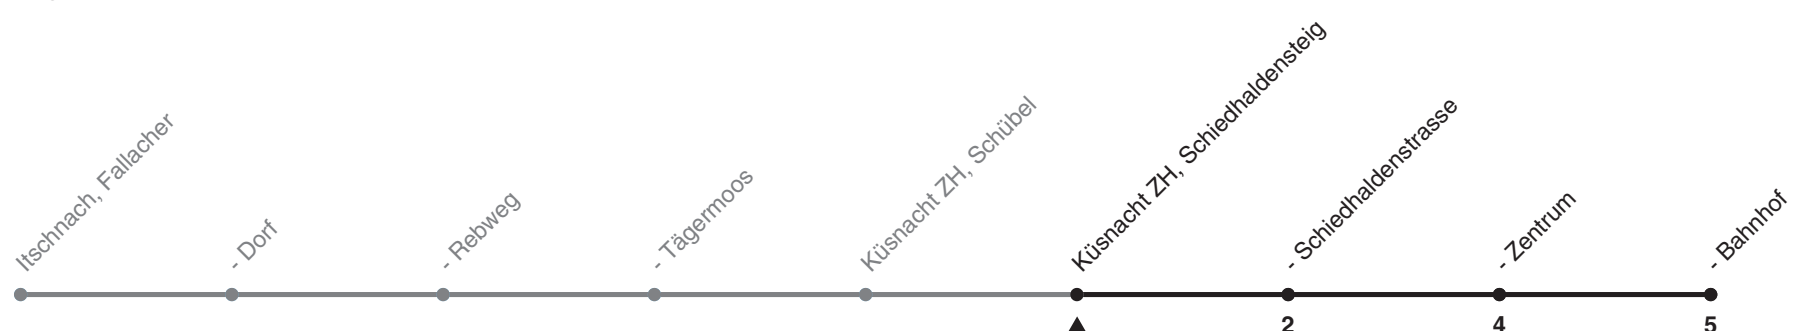 Itschnach, Fallacher
- Dorf
- Rebweg
- Tägermoos
Küsnacht ZH, Schübel
Küsnacht ZH, Schiedhaldensteig
- Schiedhaldenstrasse
- Zentrum
- Bahnhof
2
4
5